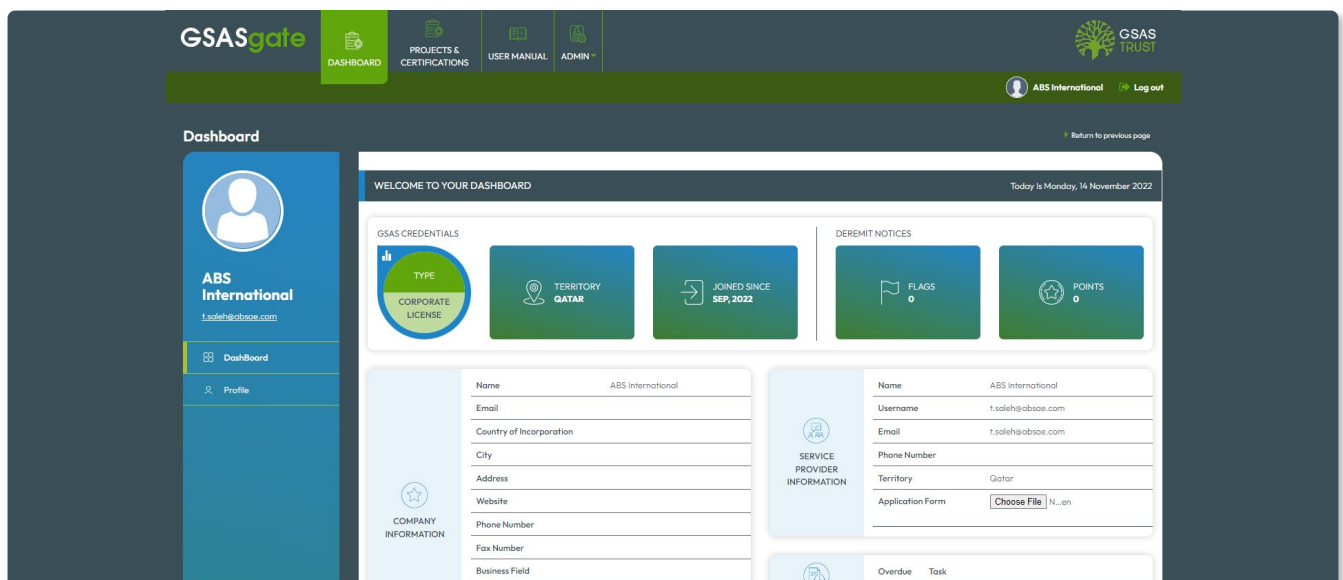 GSASgate
DASHBOARD
PROJECTS &
CERTIFICATIONS
USER MANUAL
ADMIN
GSAS
TRUST
ABS International
Log out
Dashboard
Return to previous page
ABS
International
t.saleh@absae.com
DashBoard
Profile
WELCOME TO YOUR DASHBOARD
Today Is Monday, 14 November 2022
GSAS CREDENTIALS
TYPE
CORPORATE
LICENSE
TERRITORY
QATAR
JOINED SINCE
SEP, 2022
DEREMIT NOTICES
FLAGS
0
POINTS
0
COMPANY
INFORMATION
Name ABS International
Email
Country of Incorporation
City
Address
Website
Phone Number
Fax Number
Business Field
SERVICE
PROVIDER
INFORMATION
Name ABS International
Username t.saleh@absae.com
Email t.saleh@absae.com
Phone Number
Territory Qatar
Application Form Choose File N...en
Overdue Task